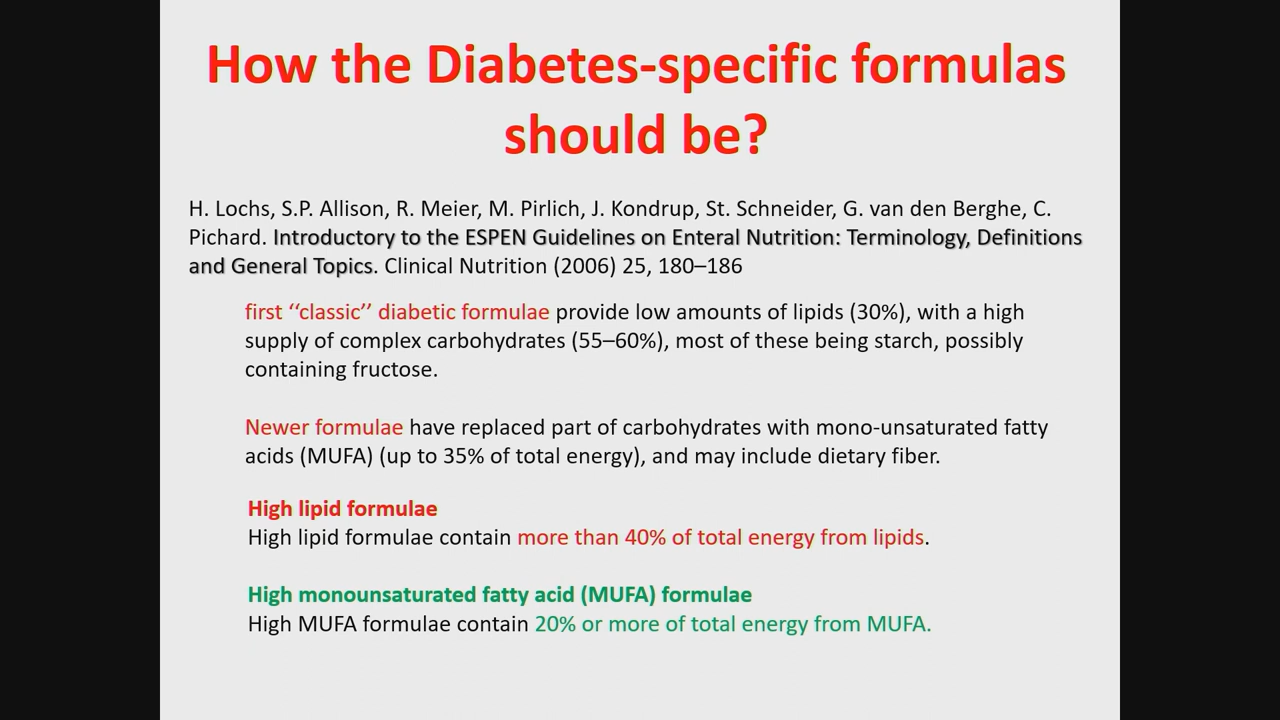 How the Diabetes-specific formulas
should be?
H. Lochs, S.P. Allison, R. Meier, M. Pirlich, J. Kondrup, St. Schneider, G. van den Berghe, C.
Pichard. Introductory to the ESPEN Guidelines on Enteral Nutrition: Terminology, Definitions
and General Topics. Clinical Nutrition (2006) 25, 180–186
first ‘‘classic’’ diabetic formulae provide low amounts of lipids (30%), with a high
supply of complex carbohydrates (55–60%), most of these being starch, possibly
containing fructose.
Newer formulae have replaced part of carbohydrates with mono-unsaturated fatty
acids (MUFA) (up to 35% of total energy), and may include dietary fiber.
High lipid formulae
High lipid formulae contain more than 40% of total energy from lipids.
High monounsaturated fatty acid (MUFA) formulae
High MUFA formulae contain 20% or more of total energy from MUFA.